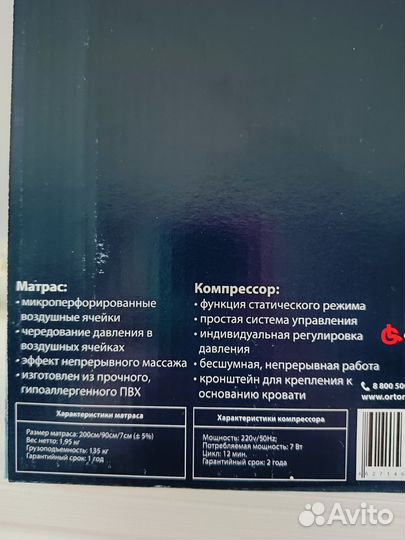 Матрас:
• микроперфорированные
воздушные ячейки
• чередование давления в
воздушных ячейках
• эффект непрерывного массажа
• изготовлен из прочного,
гипоаллергенного ПВХ
Характеристики матраса
Размер матраса: 200см/90см/7см (± 5%)
Вес нетто: 1,95 кг
Грузоподъемность: 135 кг
Гарантийный срок: 1 год
Компрессор:
• функция статического режима
• простая система управления
• индивидуальная регулировка
давления
• бесшумная, непрерывная работа
• кронштейн для крепления к
основанию кровати
Характеристики компрессора
Мощность: 220v/50Hz;
Потребляемая мощность: 7 Вт
Цикл: 12 мин.
Гарантийный срок: 2 года
8 800 50
www.ortor
Avito